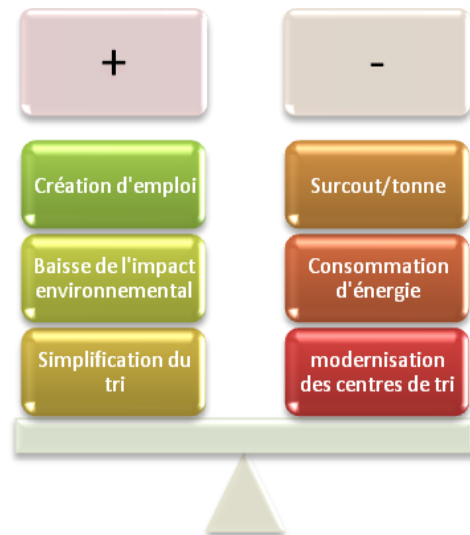 +
-
Création d'emploi
Surcout/tonne
Baisse de l'impact
environnemental
Consommation
d'énergie
Simplification du
tri
modernisation
des centres de tri